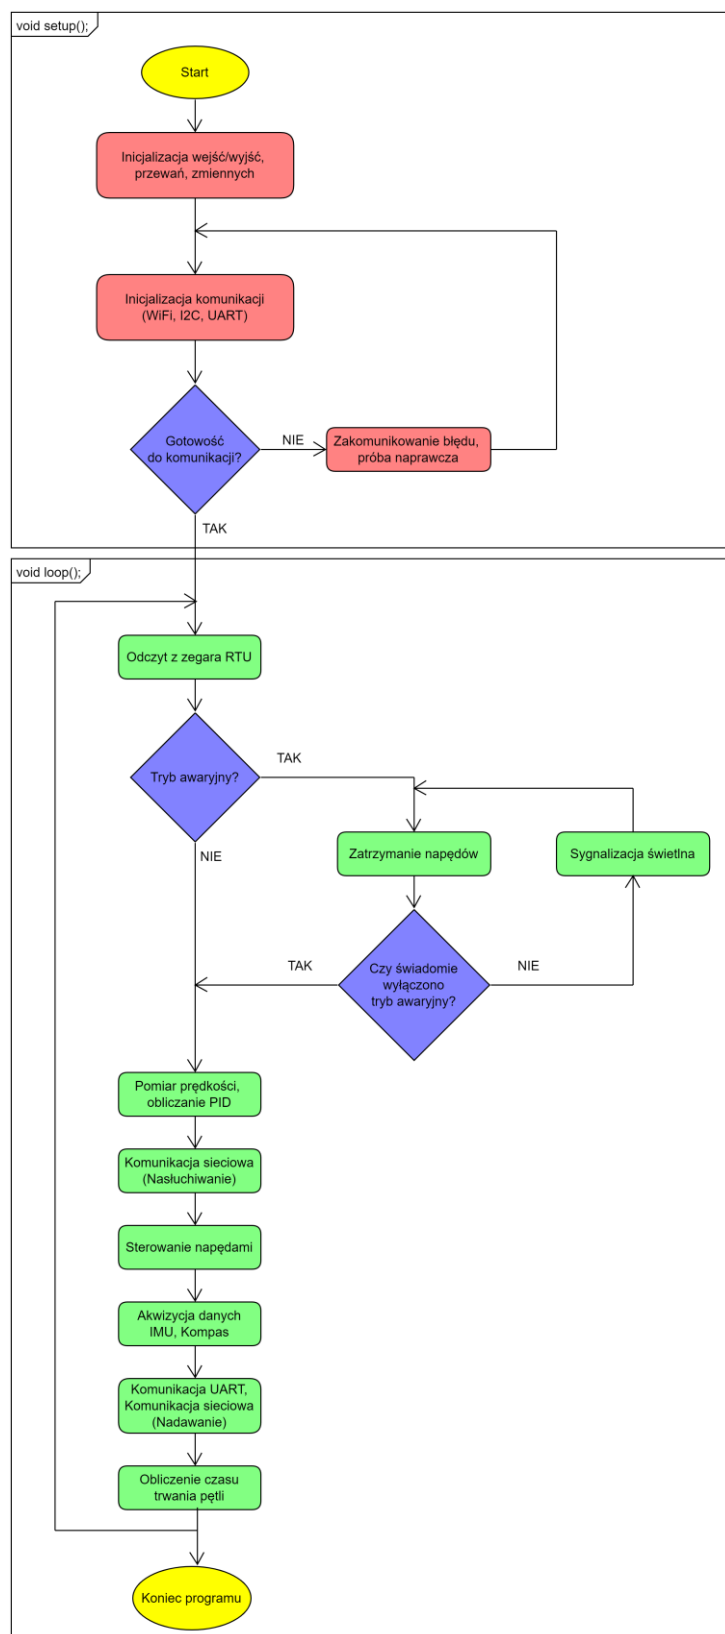 void setup();
Start
Inicjalizacja wejść/wyjść,
przewań, zmiennych
Inicjalizacja komunikacji
(WiFi, I2C, UART)
Gotowość
do komunikacji?
NIE
Zakomunikowanie błędu,
próba naprawcza
TAK
void loop();
Odczyt z zegara RTU
Tryb awaryjny?
TAK
NIE
Zatrzymanie napędów
Sygnalizacja świetlna
Czy świadomie
wyłączono
tryb awaryjny?
TAK
NIE
Pomiar prędkości,
obliczanie PID
Komunikacja sieciowa
(Nasłuchiwanie)
Sterowanie napędami
Akwizycja danych
IMU, Kompas
Komunikacja UART,
Komunikacja sieciowa
(Nadawanie)
Obliczenie czasu
trwania pętli
Koniec programu